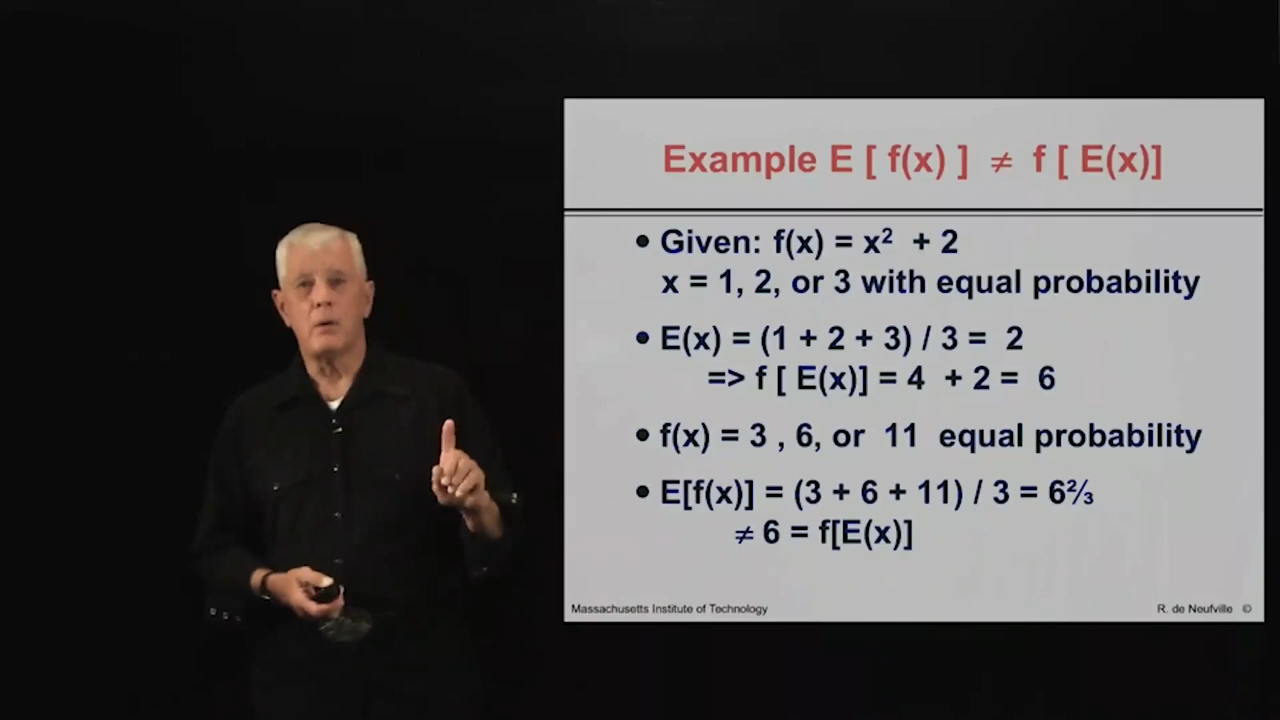 Example E [ f(x) ] ≠ f [ E(x)]
• Given: f(x) = x² + 2
x = 1, 2, or 3 with equal probability
• E(x) = (1 + 2 + 3) / 3 = 2
=> f [ E(x)] = 4 + 2 = 6
• f(x) = 3 , 6, or 11 equal probability
• E[f(x)] = (3 + 6 + 11) / 3 = 6⅔
≠ 6 = f[E(x)]
Massachusetts Institute of Technology
R. de Neufville ©